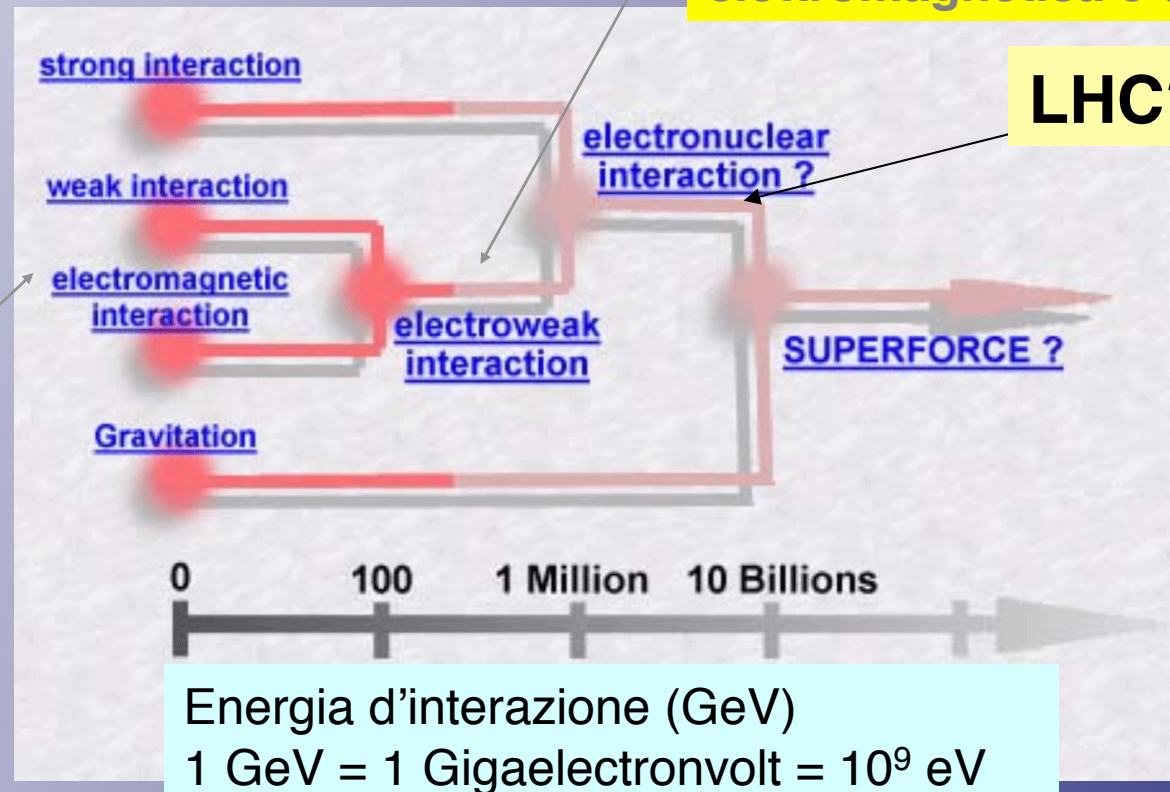 elettromagnetica e
LHC
strong interaction
electronuclear
interaction ?
weak interaction
electromagnetic
interaction
electroweak
interaction
SUPERFORCE ?
Gravitation
0 100 1 Million 10 Billions
Energia d’interazione (GeV)
1 GeV = 1 Gigaelectronvolt = 10⁹ eV